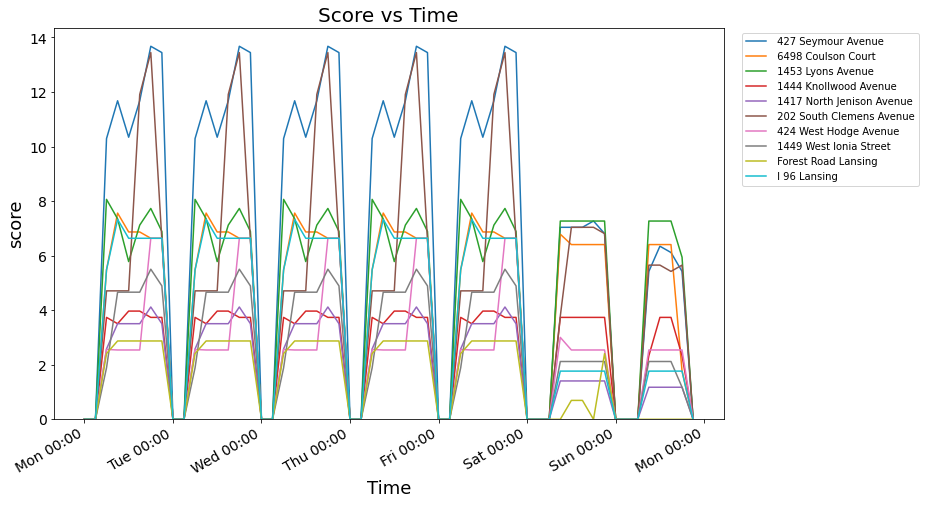 Score vs Time
score
14
12
10
8
6
4
2
0
Mon 00:00
Tue 00:00
Wed 00:00
Thu 00:00
Fri 00:00
Sat 00:00
Sun 00:00
Mon 00:00
Time
427 Seymour Avenue
6498 Coulson Court
1453 Lyons Avenue
1444 Knollwood Avenue
1417 North Jenison Avenue
202 South Clemens Avenue
424 West Hodge Avenue
1449 West Ionia Street
Forest Road Lansing
I 96 Lansing